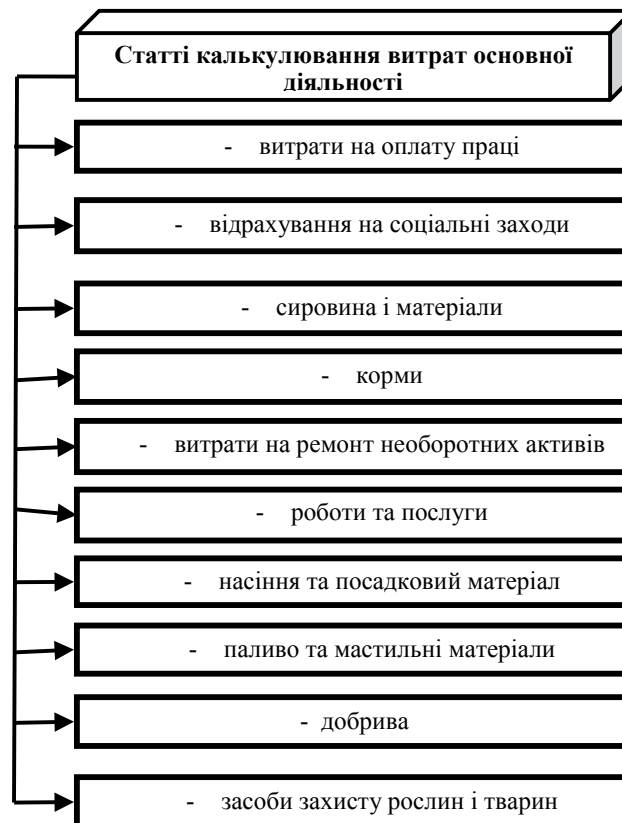 Статті калькулювання витрат основної
діяльності
- витрати на оплату праці
- відрахування на соціальні заходи
- сировина і матеріали
- корми
- витрати на ремонт необоротних активів
- роботи та послуги
- насіння та посадковий матеріал
- паливо та мастильні матеріали
- добрива
- засоби захисту рослин і тварин